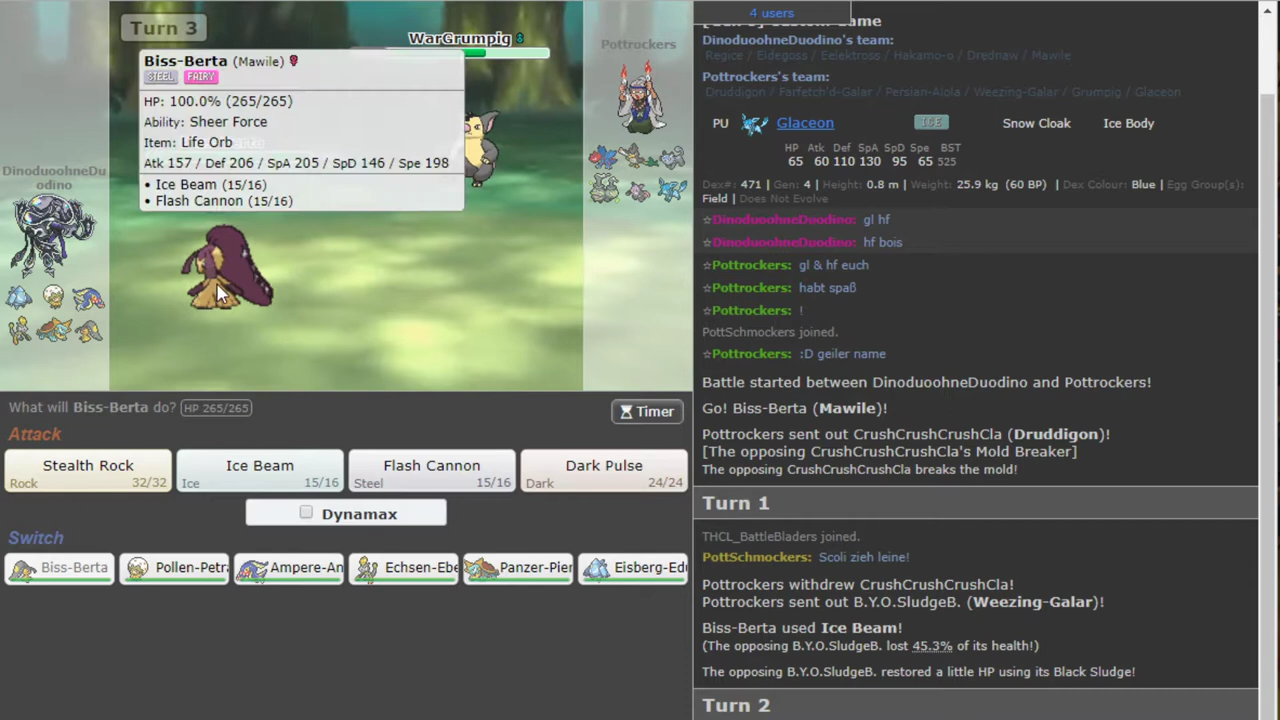 Turn 3
WarGrumpig
Biss-Berta (Mawile)
STEEL FAIRY
HP: 100.0% (265/265)
Ability: Sheer Force
Item: Life Orb
Atk 157 / Def 206 / SpA 205 / SpD 146 / Spe 198
• Ice Beam (15/16)
• Flash Cannon (15/16)
Pottrockers
DinoduoohneDu
odino
What will Biss-Berta do? HP 265/265
Timer
Attack
Stealth Rock
Rock 32/32
Ice Beam
Ice 15/16
Flash Cannon
Steel 15/16
Dark Pulse
Dark 24/24
Dynamax
Switch
Biss-Berta
Pollen-Petr
Ampere-An
Echsen-Ebe
Panzer-Pier
Eisberg-Ed
4 users
DinoduoohneDuodino's team:
Regice / Eldegoss / Eelektross / Hakamo-o / Drednaw / Mawile
Pottrockers's team:
Druddigon / Farfetch'd-Galar / Persian-Alola / Weezing-Galar / Grumpig / Glaceon
PU Glaceon ICE Snow Cloak Ice Body
HP Atk Def SpA SpD Spe BST
65 60 110 130 95 65 525
Dex#: 471 | Gen: 4 | Height: 0.8 m | Weight: 25.9 kg (60 BP) | Dex Colour: Blue | Egg Group(s):
Field | Does Not Evolve
☆DinoduoohneDuodino: gl hf
☆DinoduoohneDuodino: hf bois
☆Pottrockers: gl & hf euch
☆Pottrockers: habt spaß
☆Pottrockers: !
PottSchmockers joined.
☆Pottrockers: :D geiler name
Battle started between DinoduoohneDuodino and Pottrockers!
Go! Biss-Berta (Mawile)!
Pottrockers sent out CrushCrushCrushCla (Druddigon)!
[The opposing CrushCrushCrushCla's Mold Breaker]
The opposing CrushCrushCrushCla breaks the mold!
Turn 1
THCL_BattleBladers joined.
PottSchmockers: Scoli zieh leine!
Pottrockers withdrew CrushCrushCrushCla!
Pottrockers sent out B.Y.O.SludgeB. (Weezing-Galar)!
Biss-Berta used Ice Beam!
(The opposing B.Y.O.SludgeB. lost 45.3% of its health!)
The opposing B.Y.O.SludgeB. restored a little HP using its Black Sludge!
Turn 2